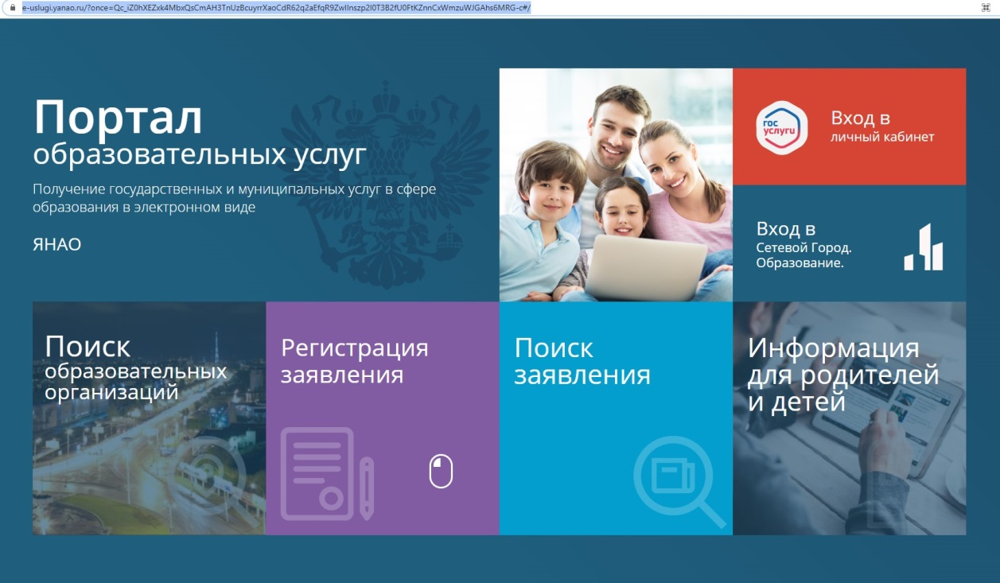 e-uslugi.yanao.ru/?once=Qc_iZ0hXEZxk4MbxQsCmAH3TnUzBcuyrrXaoCdR62q2aEfqR9ZwIInszp2I0T3B2fU0FtKZnnCxWmzuWJGAhs6MRG-c#/
Портал
образовательных услуг
Получение государственных и муниципальных услуг в сфере
образования в электронном виде
ЯНАО
гос
услуги
Вход в
личный кабинет
Вход в
Сетевой Город.
Образование.
Поиск
образовательных
организаций
Регистрация
заявления
Поиск
заявления
Информация
для родителей
и детей